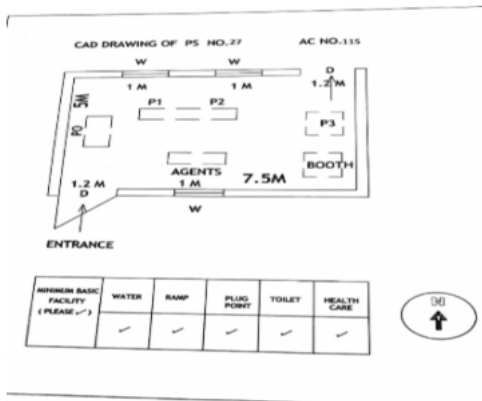 CAD DRAWING OF PS NO.27 AC NO.115
W W D
1 M 1 M 1.2 M
5M
P1 P2
P3
PO
AGENTS
BOOTH
1.2 M 1 M 7.5M
D
W
ENTRANCE
MINIMUM BASIC
FACILITY
( PLEASE ✓ )
WATER
RAMP
PLUG
POINT
TOILET
HEALTH
CARE
✓ ✓ ✓ ✓ ✓
N